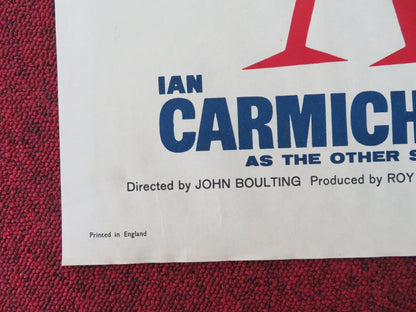 IAN
CARMICH
AS THE OTHER S
Directed by JOHN BOULTING Produced by ROY
Printed in England